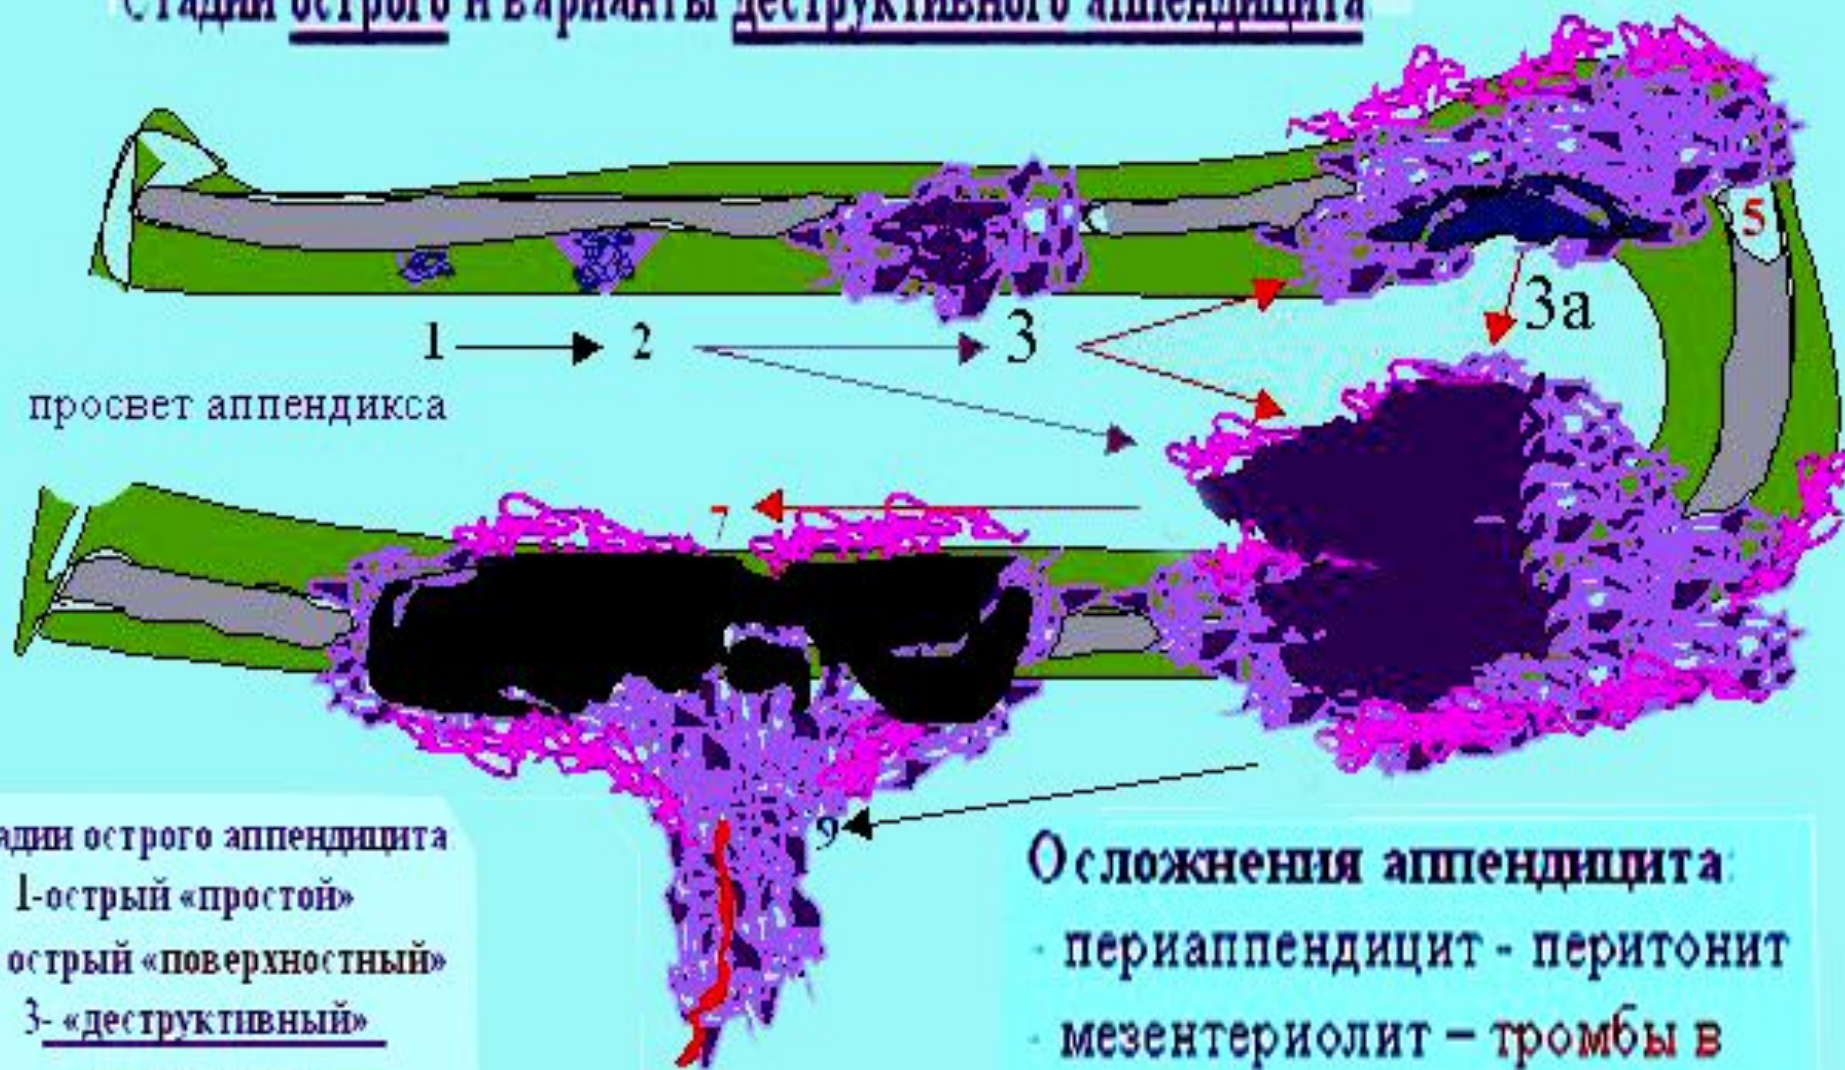 Стадии острого и варианты деструктивного аппендицита
5
3а
1 2 3
просвет аппендикса
7
9
адии острого аппендицита
1-острый «простой»
острый «поверхностный»
3- «деструктивный»
Осложнения аппендицита:
- периаппендицит - перитонит
- мезентериолит – тромбы в